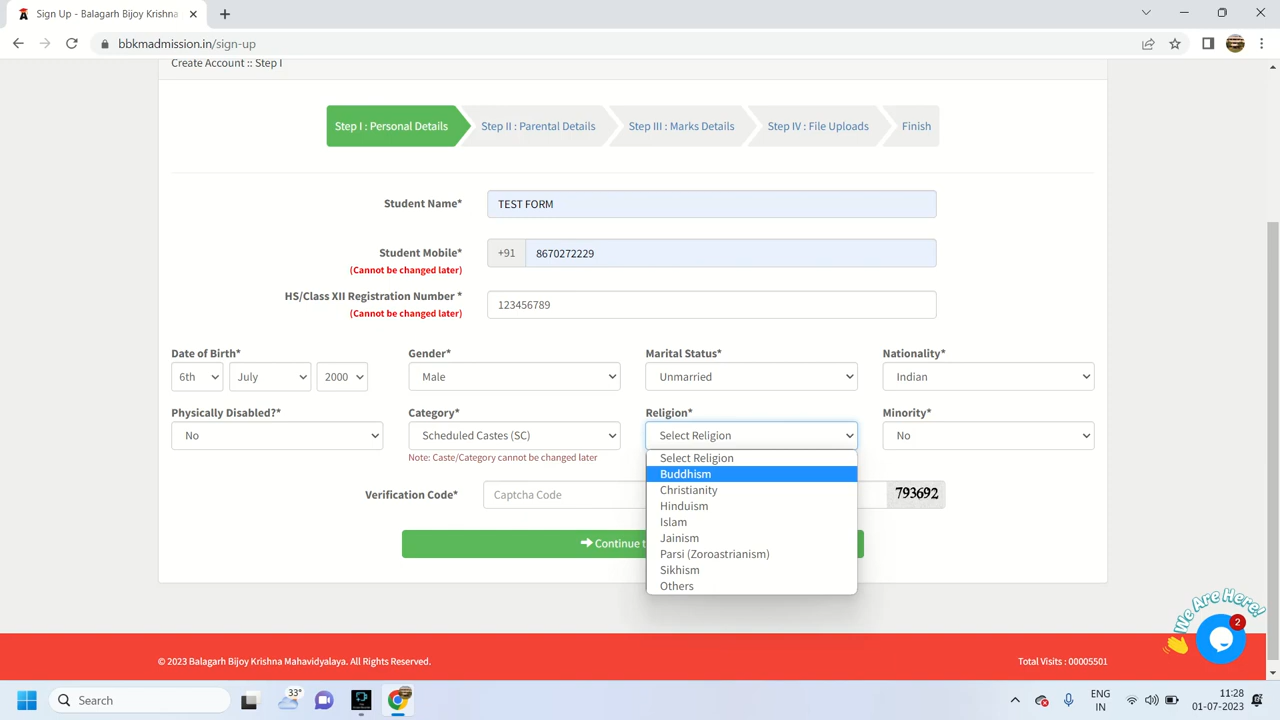 Sign Up - Balagarh Bijoy Krishna
bbkmadmission.in/sign-up
Create Account :: Step I
Step I : Personal Details
Step II : Parental Details
Step III : Marks Details
Step IV : File Uploads
Finish
Student Name*
TEST FORM
Student Mobile*
+91
8670272229
(Cannot be changed later)
HS/Class XII Registration Number *
123456789
(Cannot be changed later)
Date of Birth* Gender* Marital Status* Nationality*
6th July 2000 Male Unmarried Indian
Physically Disabled?* Category* Religion* Minority*
No Scheduled Castes (SC) Select Religion No
Note: Caste/Category cannot be changed later
Select Religion
Buddhism
Christianity
Hinduism
Islam
Jainism
Parsi (Zoroastrianism)
Sikhism
Others
Verification Code* Captcha Code 793692
Continue t
We Are Here!
2
© 2023 Balagarh Bijoy Krishna Mahavidyalaya. All Rights Reserved.
Total Visits : 00005501
Search
33°
ENG
IN
11:28
01-07-2023